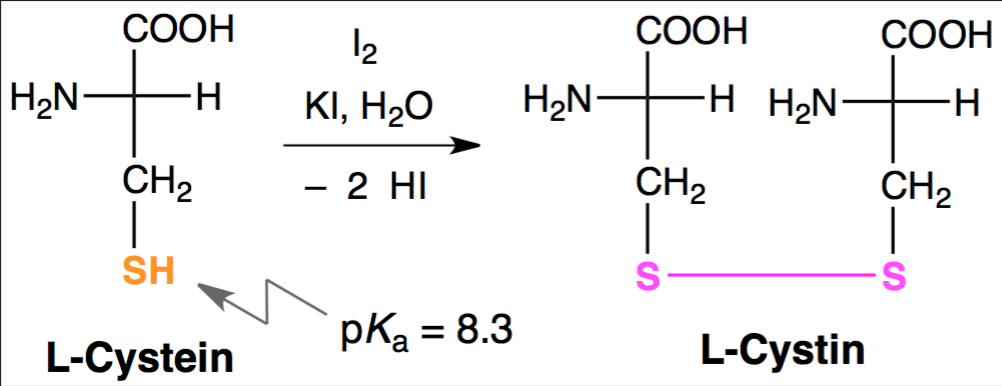 COOH
H₂N H
CH₂
SH
L-Cystein
I₂
KI, H₂O
– 2 HI
pKₐ = 8.3
COOH COOH
H₂N H H₂N H
CH₂ CH₂
S S
L-Cystin